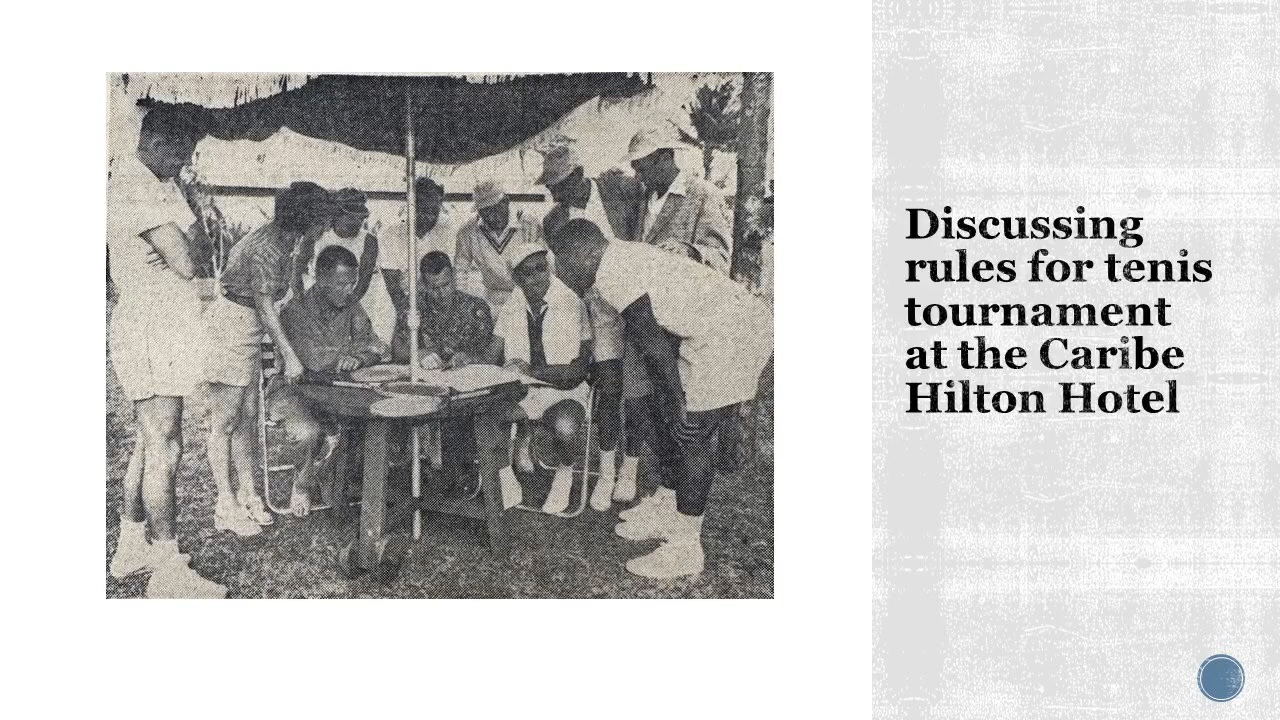 Discussing
rules for tenis
tournament
at the Caribe
Hilton Hotel